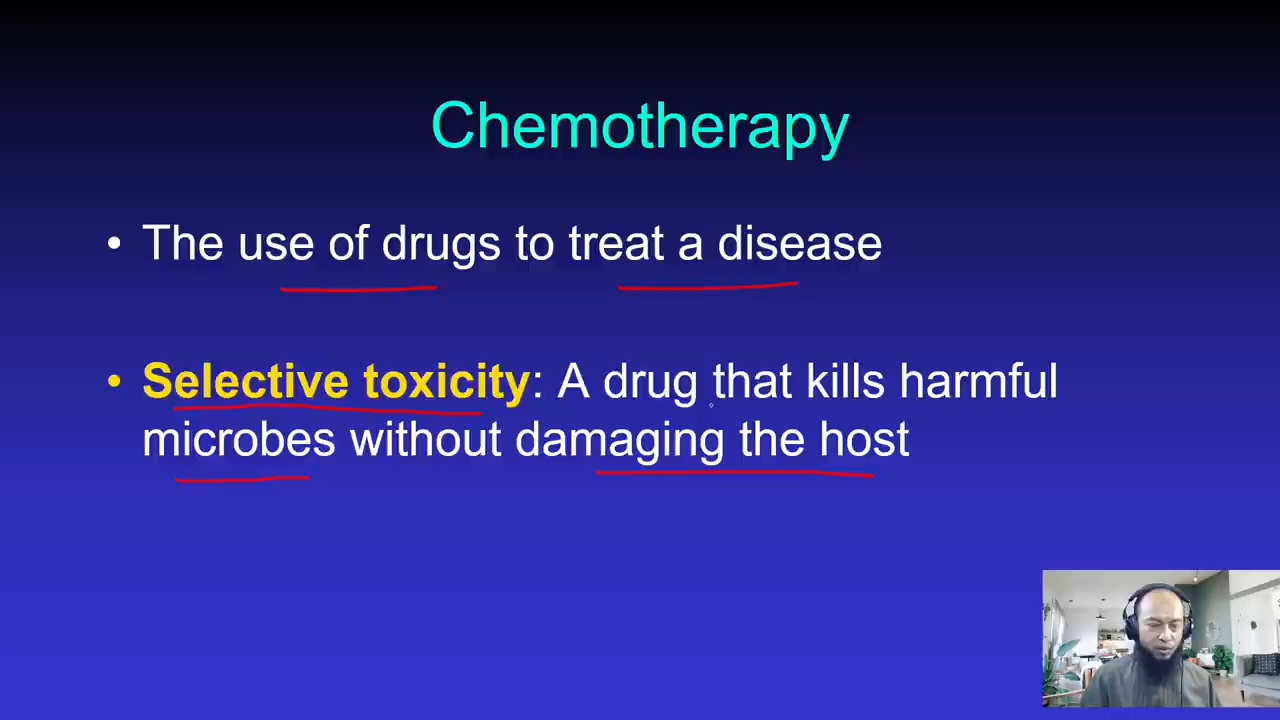 Chemotherapy
• The use of drugs to treat a disease
• Selective toxicity: A drug that kills harmful
microbes without damaging the host